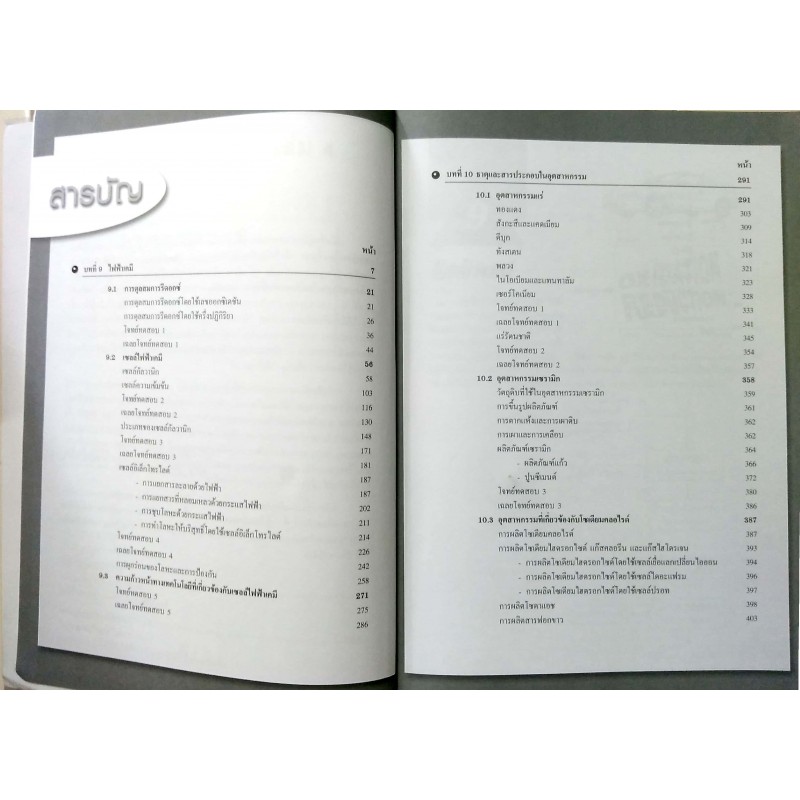 สารบัญ
หน้า
บทที่ 9 ไฟฟ้าเคมี 7
9.1 การดุลสมการรีดอกซ์ 21
การดุลสมการรีดอกซ์โดยใช้เลขออกซิเดชัน 21
การดุลสมการรีดอกซ์โดยใช้ครึ่งปฏิกิริยา 26
โจทย์ทดสอบ 1 36
เฉลยโจทย์ทดสอบ 1 44
9.2 เซลล์ไฟฟ้าเคมี 56
เซลล์กัลวานิก 58
เซลล์ความเข้มข้น 103
โจทย์ทดสอบ 2 116
เฉลยโจทย์ทดสอบ 2 130
ประเภทของเซลล์กัลวานิก 148
โจทย์ทดสอบ 3 171
เฉลยโจทย์ทดสอบ 3 181
เซลล์อิเล็กโทรไลต์ 187
- การแยกสารละลายด้วยไฟฟ้า 187
- การแยกสารที่หลอมเหลวด้วยกระแสไฟฟ้า 202
- การชุบโลหะด้วยกระแสไฟฟ้า 211
- การทำโลหะให้บริสุทธิ์โดยใช้เซลล์อิเล็กโทรไลต์ 214
โจทย์ทดสอบ 4 226
เฉลยโจทย์ทดสอบ 4 242
การผุกร่อนของโลหะและการป้องกัน 258
9.3 ความก้าวหน้าทางเทคโนโลยีที่เกี่ยวข้องกับเซลล์ไฟฟ้าเคมี 271
โจทย์ทดสอบ 5 275
เฉลยโจทย์ทดสอบ 5 286
หน้า
บทที่ 10 ธาตุและสารประกอบในอุตสาหกรรม 291
10.1 อุตสาหกรรมแร่ 291
ทองแดง 303
สังกะสีและแคดเมียม 309
ดีบุก 314
ทังสเตน 318
พลวง 321
ไนโอเบียมและแทนทาลัม 323
เซอร์โคเนียม 328
โจทย์ทดสอบ 1 333
เฉลยโจทย์ทดสอบ 1 341
แร่รัตนชาติ 345
โจทย์ทดสอบ 2 354
เฉลยโจทย์ทดสอบ 2 357
10.2 อุตสาหกรรมเซรามิก 358
วัตถุดิบที่ใช้ในอุตสาหกรรมเซรามิก 359
การขึ้นรูปผลิตภัณฑ์ 361
การตากแห้งและการเผาดิบ 362
การเผาและการเคลือบ 362
ผลิตภัณฑ์เซรามิก 364
- ผลิตภัณฑ์แก้ว 366
- ปูนซีเมนต์ 372
โจทย์ทดสอบ 3 380
เฉลยโจทย์ทดสอบ 3 386
10.3 อุตสาหกรรมที่เกี่ยวข้องกับโซเดียมคลอไรด์ 387
การผลิตโซเดียมคลอไรด์ 387
การผลิตโซเดียมไฮดรอกไซด์ แก๊สคลอรีน และแก๊สไฮโดรเจน 393
- การผลิตโซเดียมไฮดรอกไซด์โดยใช้เซลล์เยื่อแลกเปลี่ยนไอออน 394
- การผลิตโซเดียมไฮดรอกไซด์โดยใช้เซลล์ไดอะแฟรม 396
- การผลิตโซเดียมไฮดรอกไซด์โดยใช้เซลล์ปรอท 397
การผลิตโซดาแอช 398
การผลิตสารฟอกขาว 403